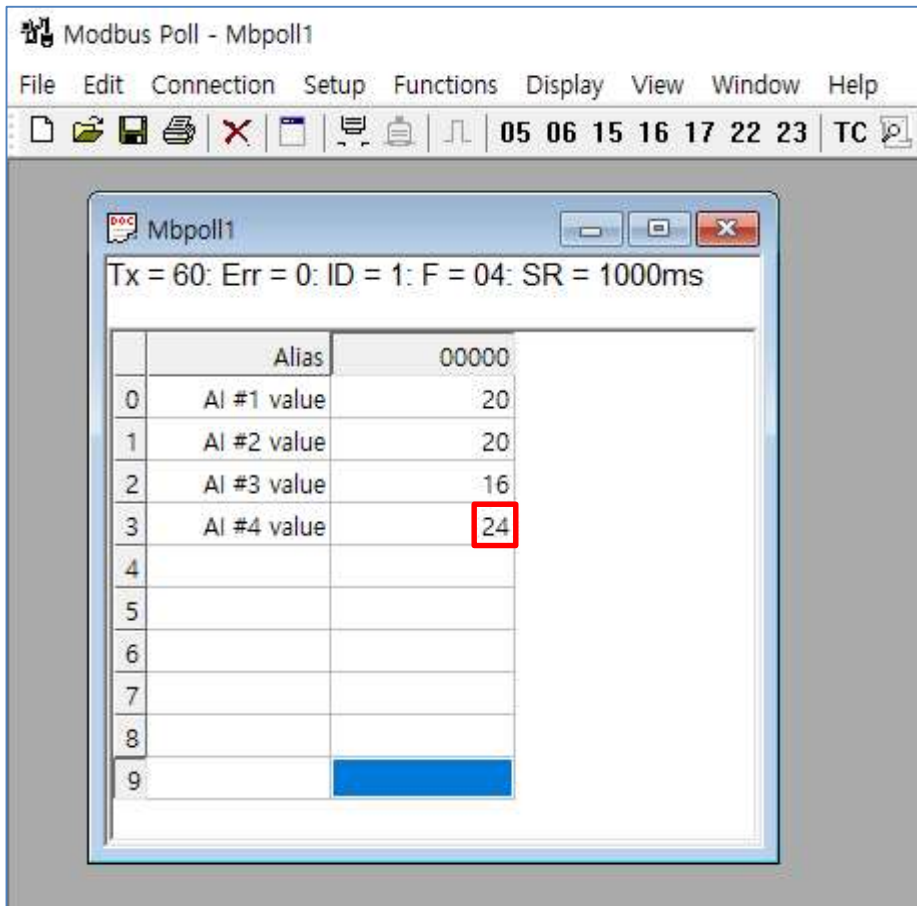 Modbus Poll - Mbpoll1
File Edit Connection Setup Functions Display View Window Help
05 06 15 16 17 22 23 TC
DOC Mbpoll1
Tx = 60: Err = 0: ID = 1: F = 04: SR = 1000ms
Alias 00000
0 AI #1 value 20
1 AI #2 value 20
2 AI #3 value 16
3 AI #4 value 24
4
5
6
7
8
9